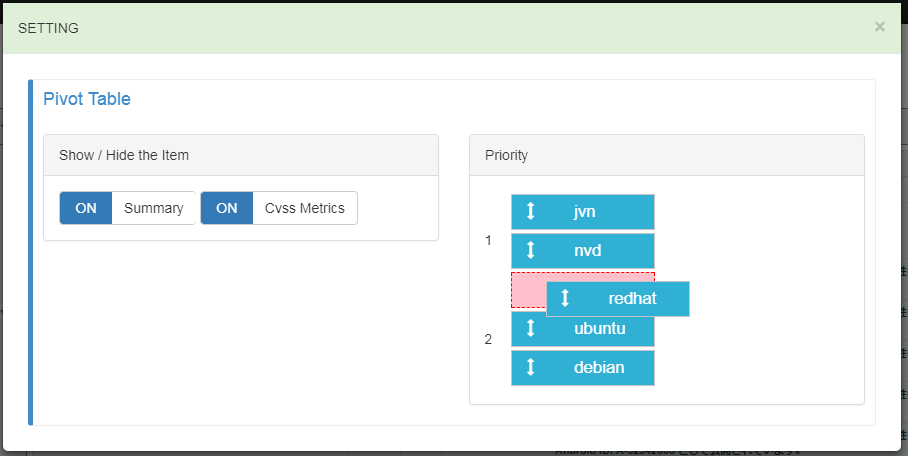 SETTING ×
Pivot Table
Show / Hide the Item
ON Summary ON Cvss Metrics
Priority
1
jvn
nvd
redhat
2
ubuntu
debian